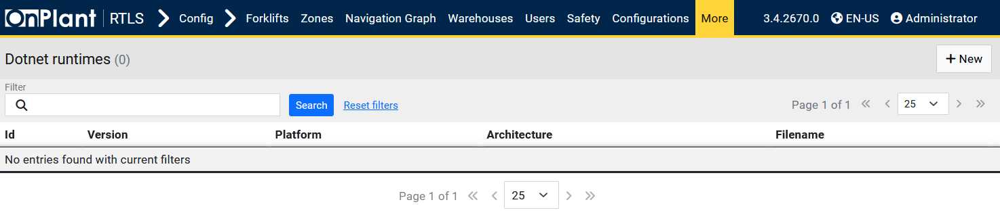 OnPlant RTLS Config Forklifts Zones Navigation Graph Warehouses Users Safety Configurations More 3.4.2670.0 EN-US Administrator
Dotnet runtimes (0) New
Filter
Search Reset filters Page 1 of 1 25
Id Version Platform Architecture Filename
No entries found with current filters
Page 1 of 1 25